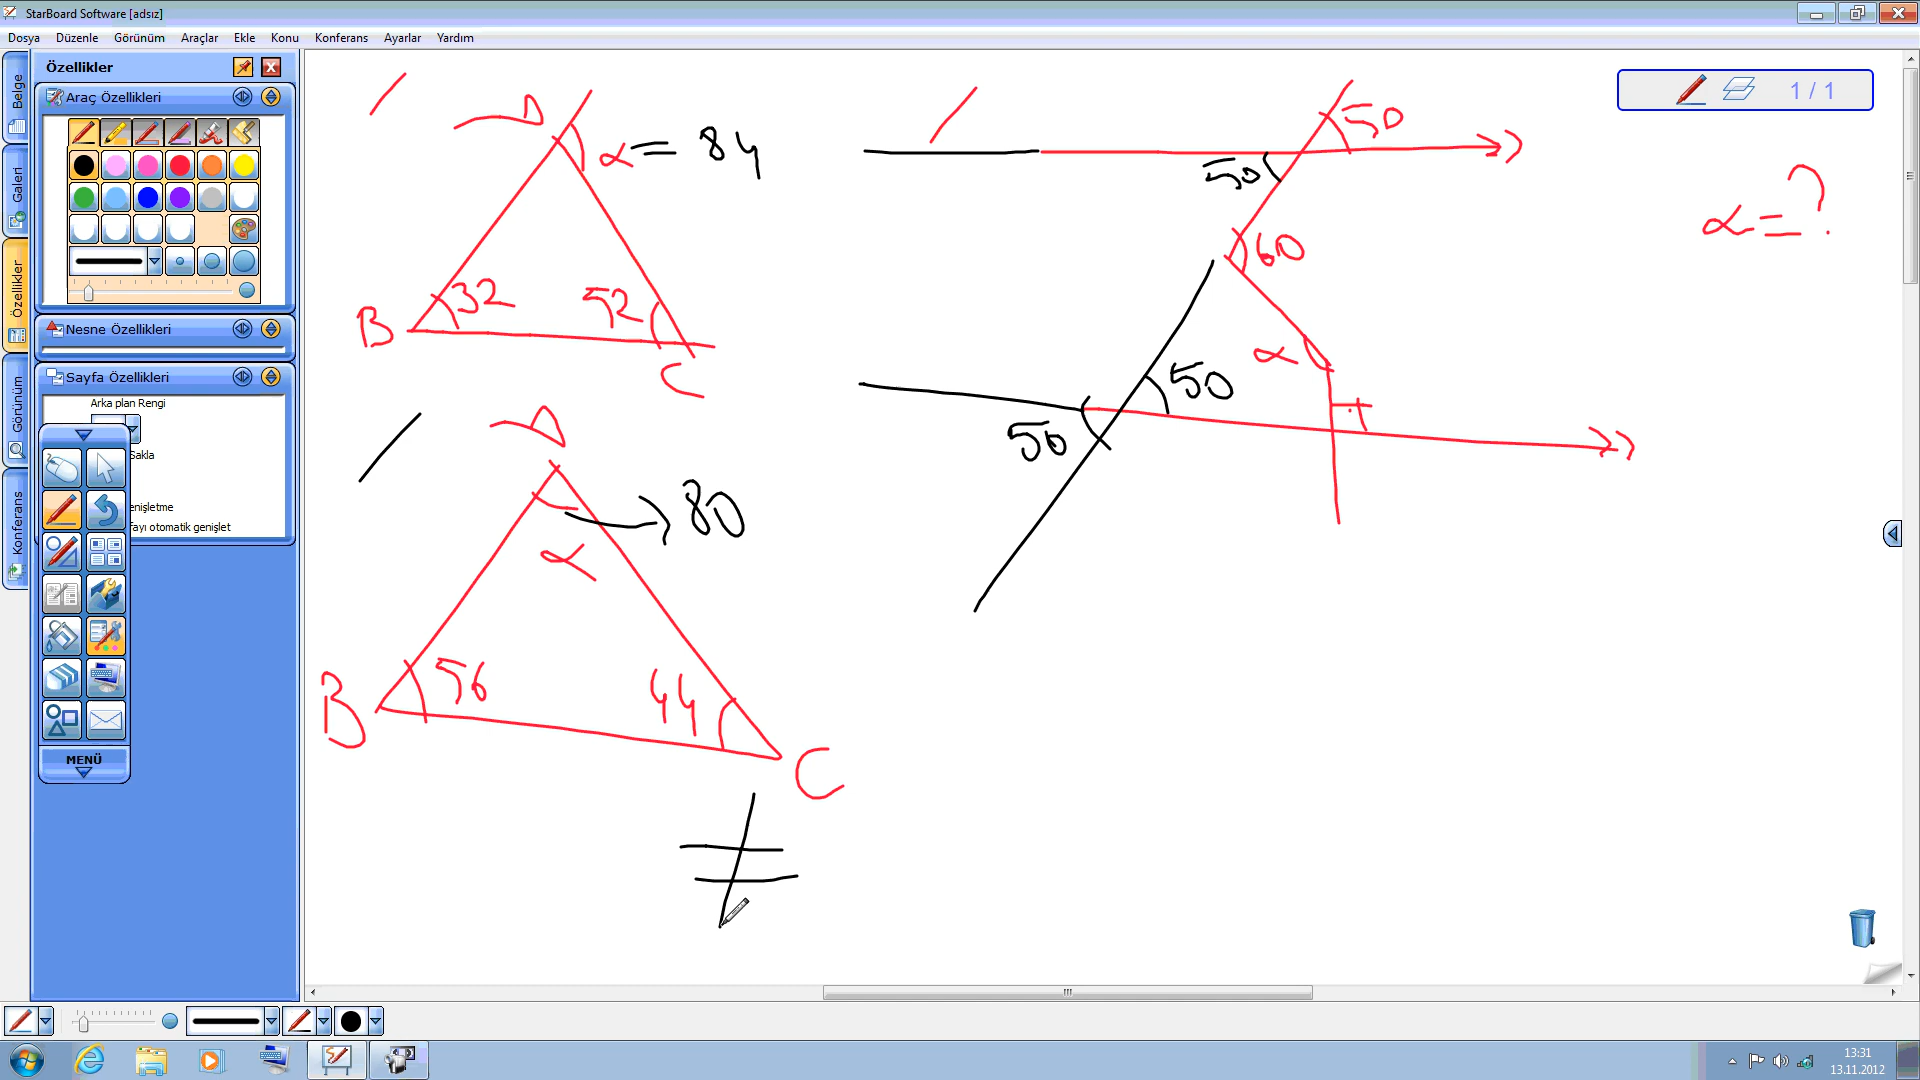 StarBoard Software [adsız]
Dosya Düzenle Görünüm Araçlar Ekle Konu Konferans Ayarlar Yardım
Belge
Galeri
Özellikler
Görünüm
Konferans
Özellikler
Araç Özellikleri
Nesne Özellikleri
Sayfa Özellikleri
Arka plan Rengi
Sakla
enişletme
fayı otomatik genişlet
MENÜ
1 / 1
A
α = 84
B 32 52
C
A
80
α
B 56 44
C
50
50
60
α
50
50
α = ?
13:31
13.11.2012